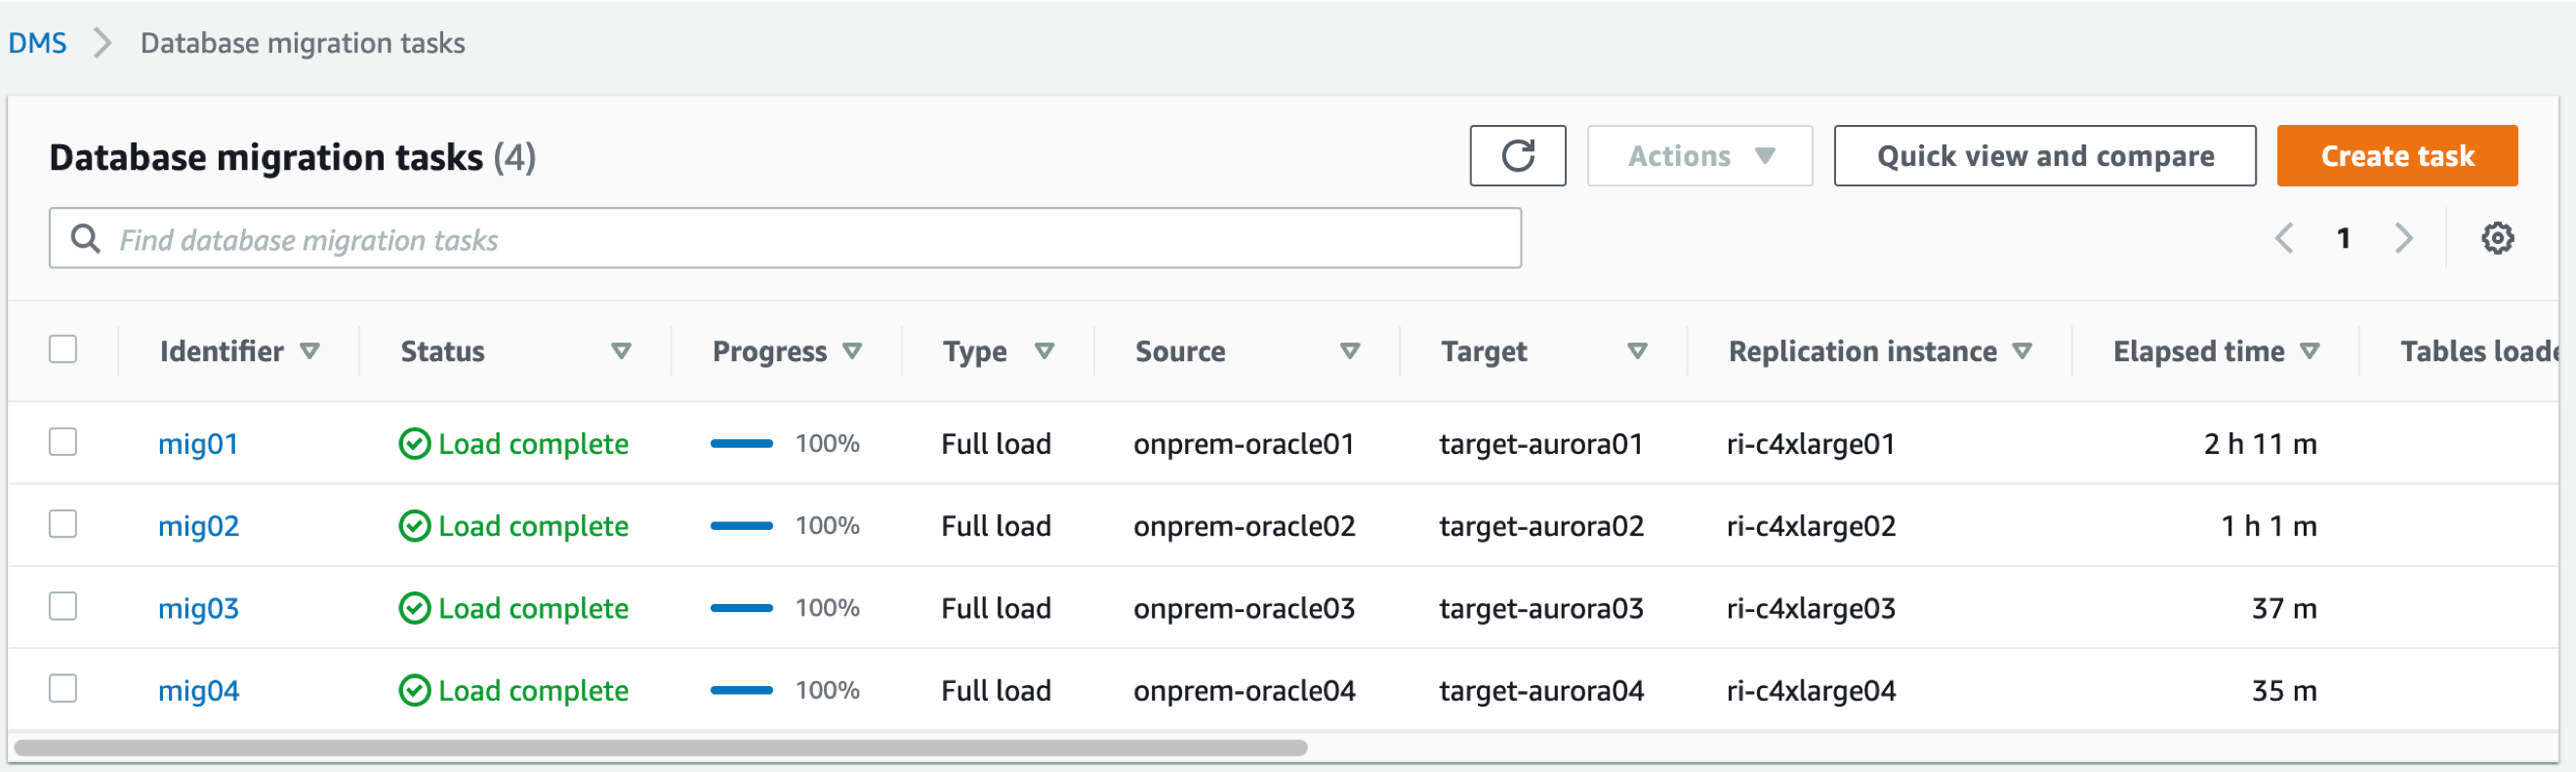 DMS Database migration tasks
Database migration tasks (4) Actions Quick view and compare Create task
Find database migration tasks 1
Identifier Status Progress Type Source Target Replication instance Elapsed time Tables loade
mig01 Load complete 100% Full load onprem-oracle01 target-aurora01 ri-c4xlarge01 2 h 11 m
mig02 Load complete 100% Full load onprem-oracle02 target-aurora02 ri-c4xlarge02 1 h 1 m
mig03 Load complete 100% Full load onprem-oracle03 target-aurora03 ri-c4xlarge03 37 m
mig04 Load complete 100% Full load onprem-oracle04 target-aurora04 ri-c4xlarge04 35 m